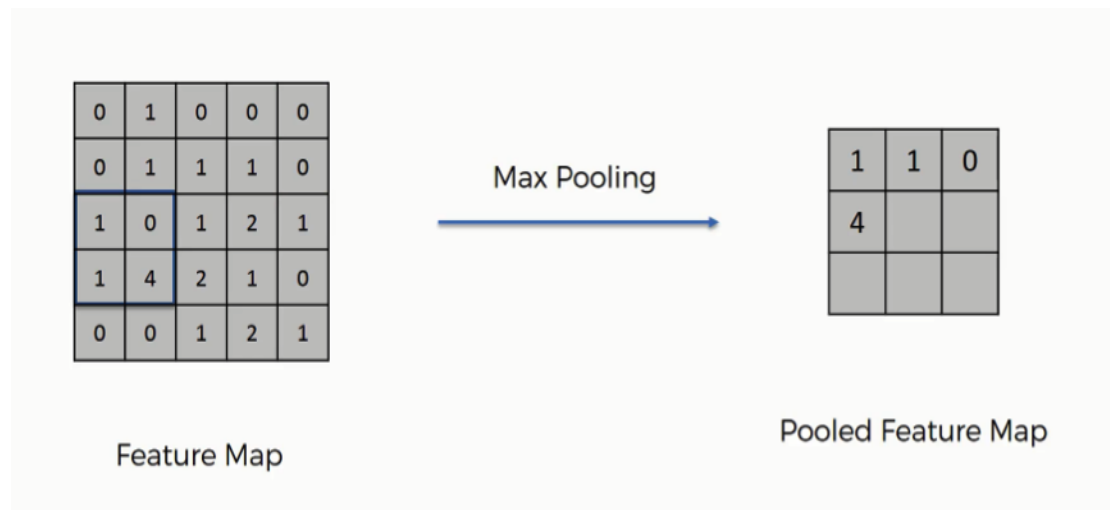 0 1 0 0 0
0 1 1 1 0
1 0 1 2 1
1 4 2 1 0
0 0 1 2 1
Feature Map
Max Pooling
1 1 0
4
Pooled Feature Map